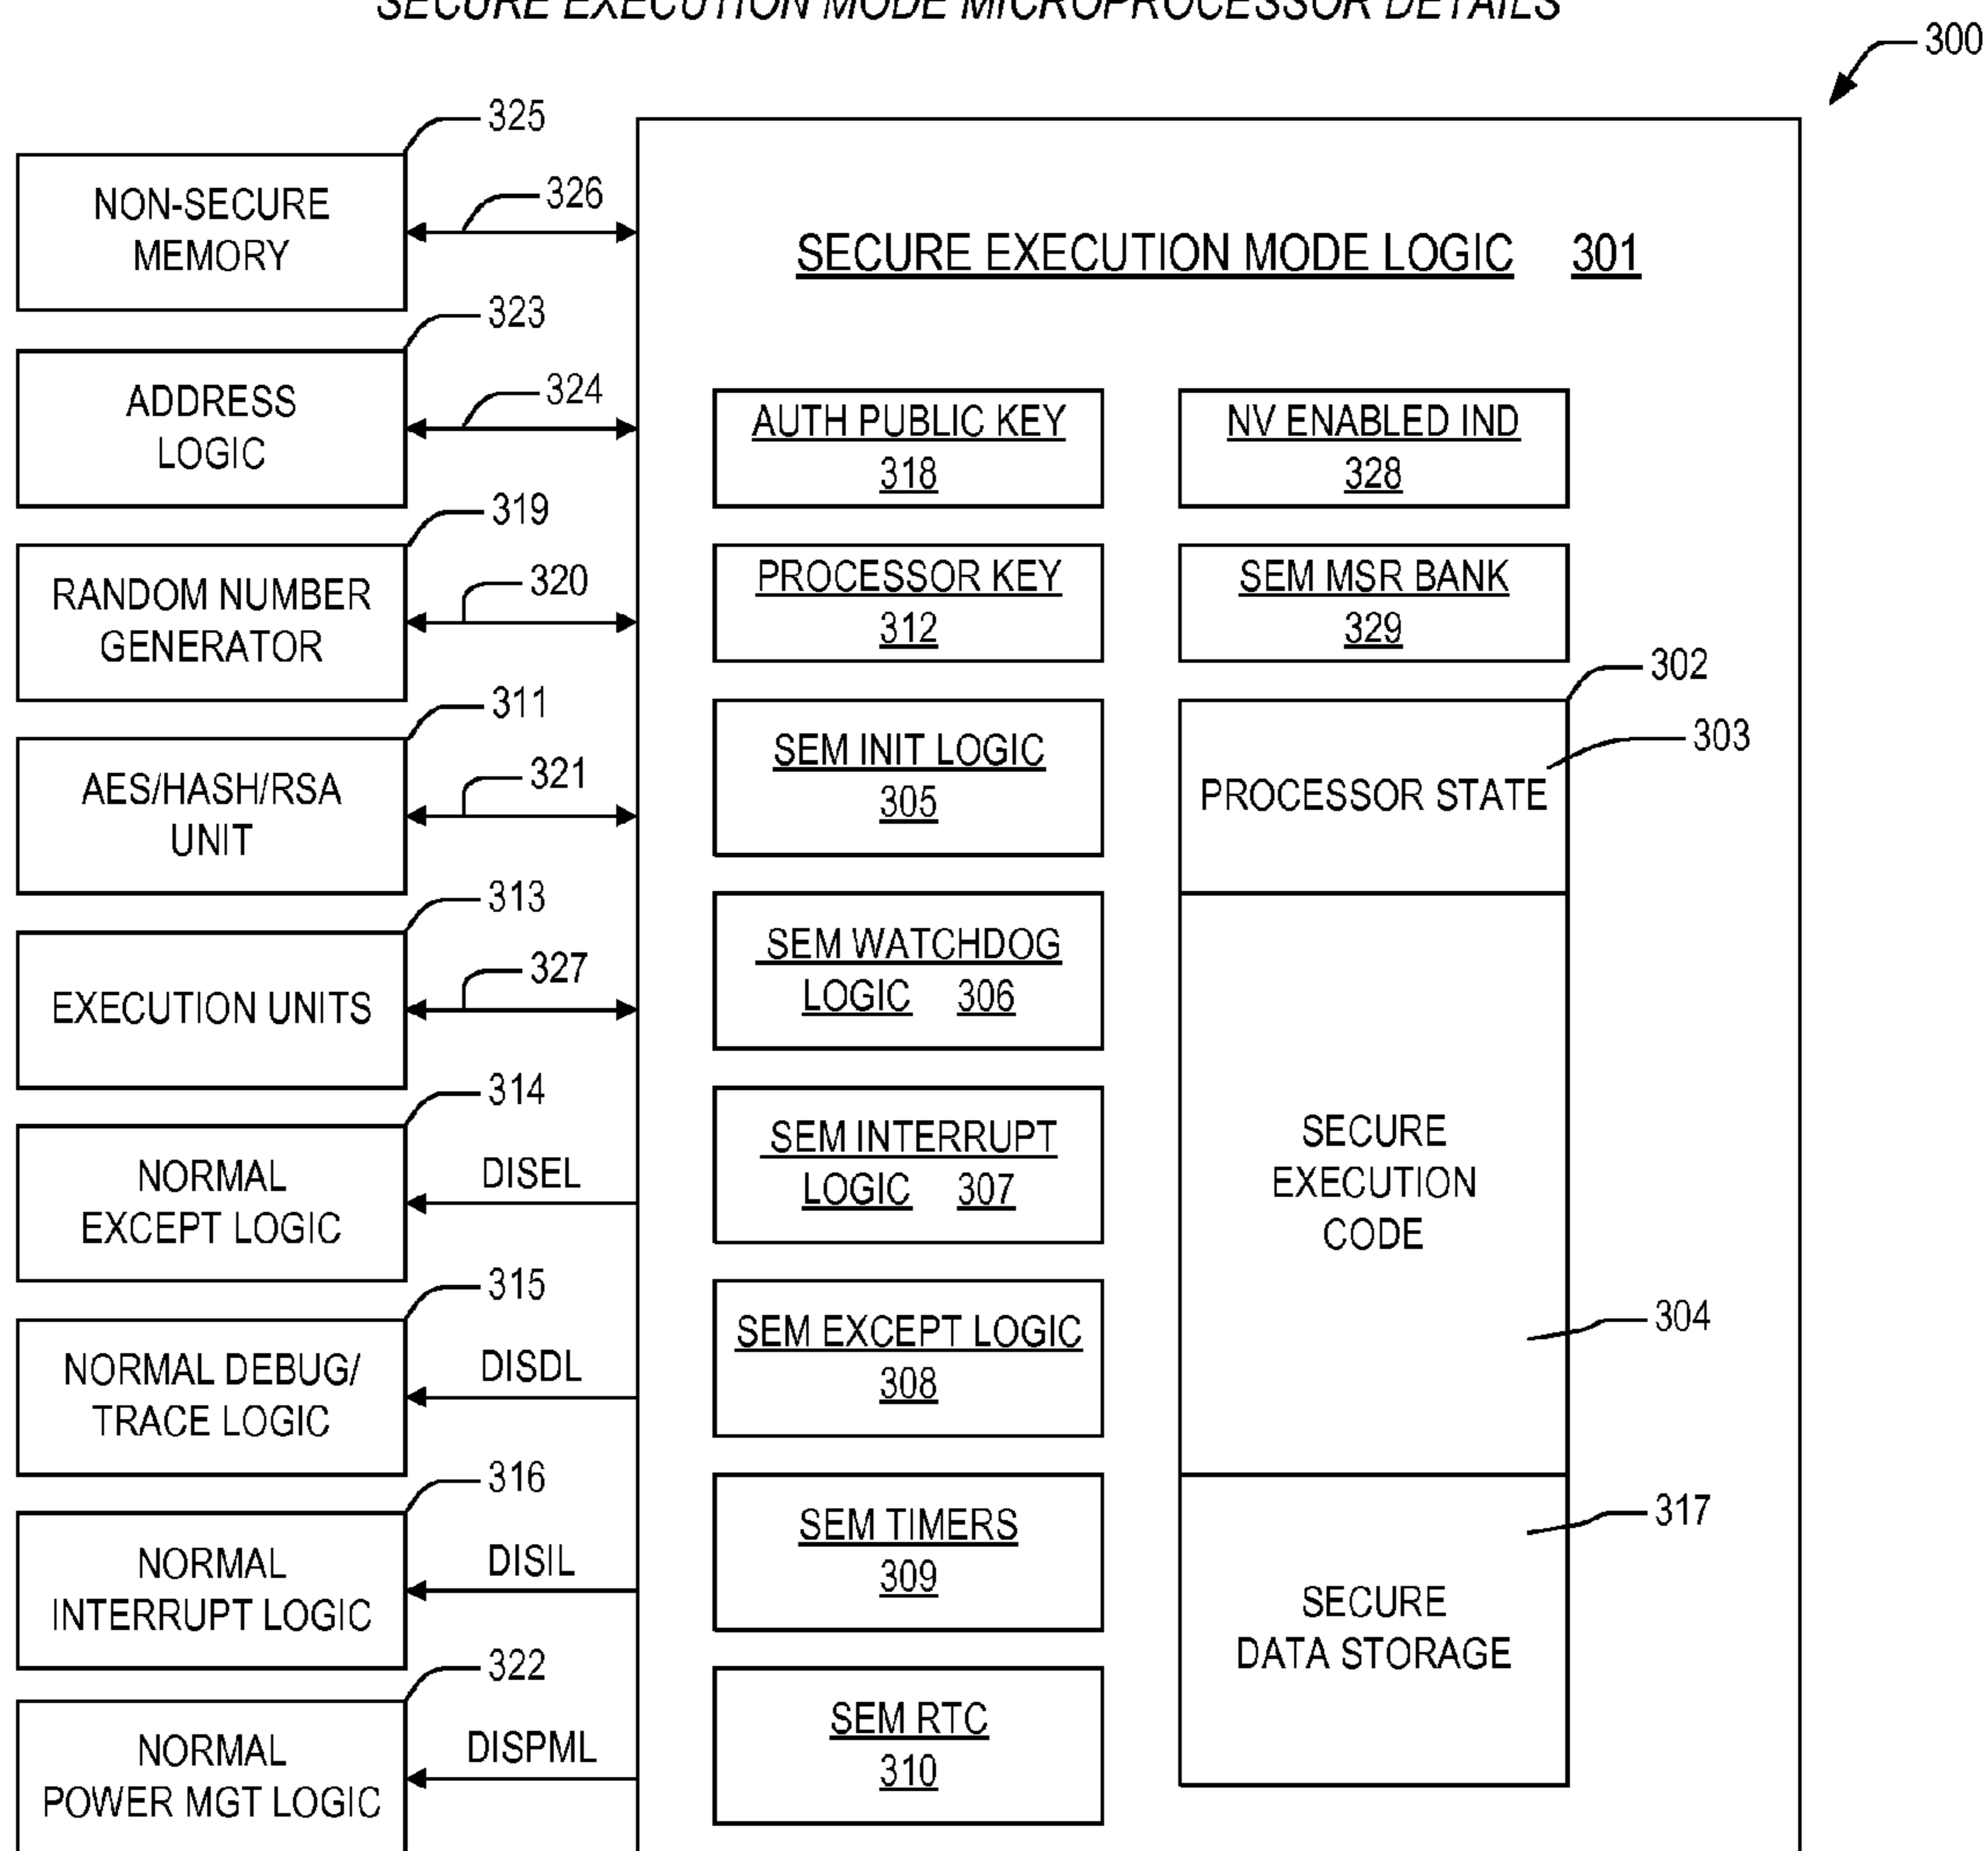 SECURE EXECUTION MODE MICROPROCESSOR DETAILS
300
325
NON-SECURE
MEMORY
326
323
ADDRESS
LOGIC
324
319
RANDOM NUMBER
GENERATOR
320
311
AES/HASH/RSA
UNIT
321
313
EXECUTION UNITS
327
314
NORMAL
EXCEPT LOGIC
DISEL
315
NORMAL DEBUG/
TRACE LOGIC
DISDL
316
NORMAL
INTERRUPT LOGIC
DISIL
322
NORMAL
POWER MGT LOGIC
DISPML
SECURE EXECUTION MODE LOGIC 301
AUTH PUBLIC KEY
318
PROCESSOR KEY
312
SEM INIT LOGIC
305
SEM WATCHDOG
LOGIC 306
SEM INTERRUPT
LOGIC 307
SEM EXCEPT LOGIC
308
SEM TIMERS
309
SEM RTC
310
NV ENABLED IND
328
SEM MSR BANK
329
302
303
PROCESSOR STATE
SECURE
EXECUTION
CODE
304
317
SECURE
DATA STORAGE